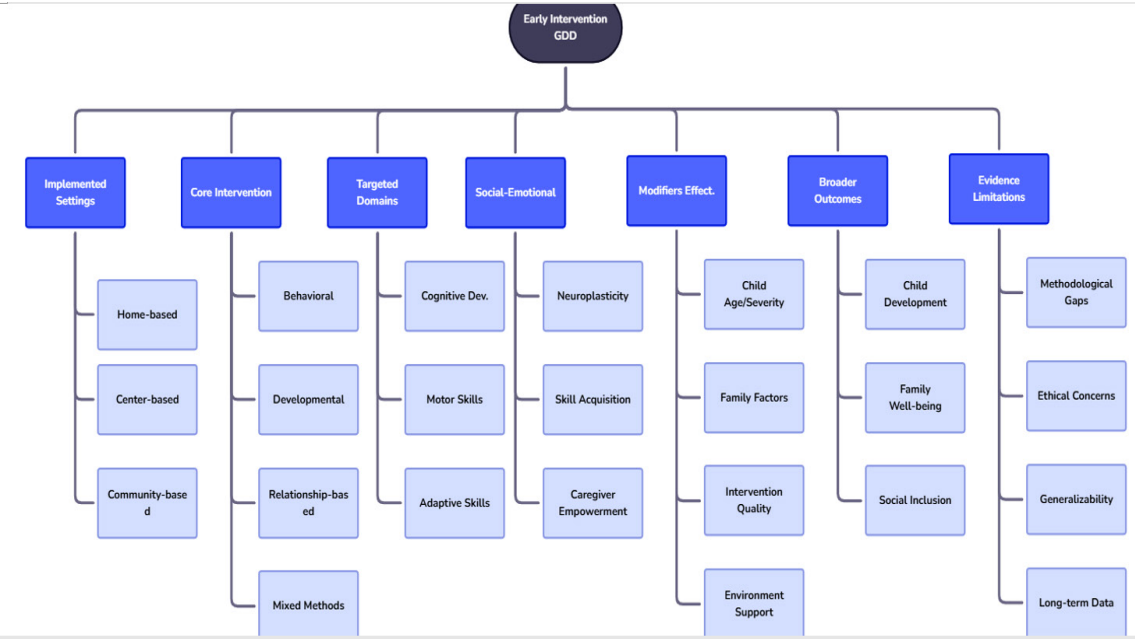 Early Intervention
GDD
Implemented
Settings
Core Intervention
Targeted
Domains
Social-Emotional
Modifiers Effect.
Broader
Outcomes
Evidence
Limitations
Home-based
Center-based
Community-base
d
Behavioral
Developmental
Relationship-bas
ed
Mixed Methods
Cognitive Dev.
Motor Skills
Adaptive Skills
Neuroplasticity
Skill Acquisition
Caregiver
Empowerment
Child
Age/Severity
Family Factors
Intervention
Quality
Environment
Support
Child
Development
Family
Well-being
Social Inclusion
Methodological
Gaps
Ethical Concerns
Generalizability
Long-term Data